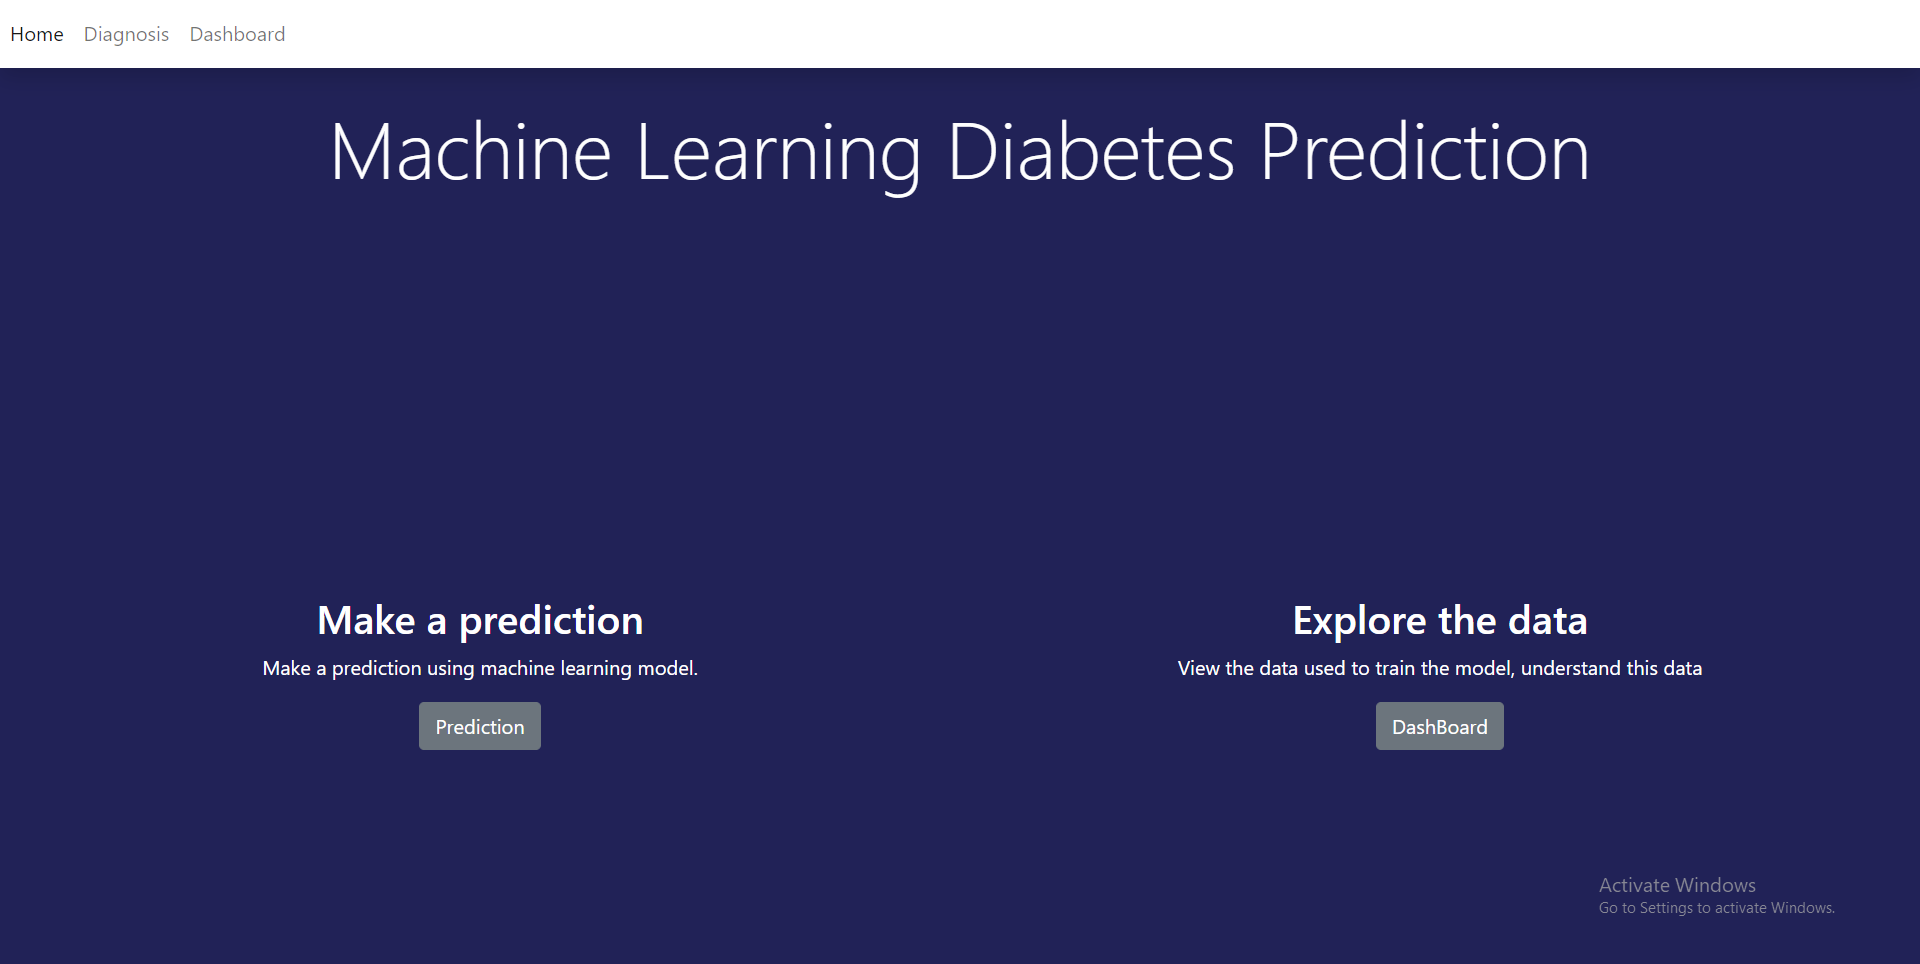 Home Diagnosis Dashboard
Machine Learning Diabetes Prediction
Make a prediction
Make a prediction using machine learning model.
Prediction
Explore the data
View the data used to train the model, understand this data
DashBoard
Activate Windows
Go to Settings to activate Windows.